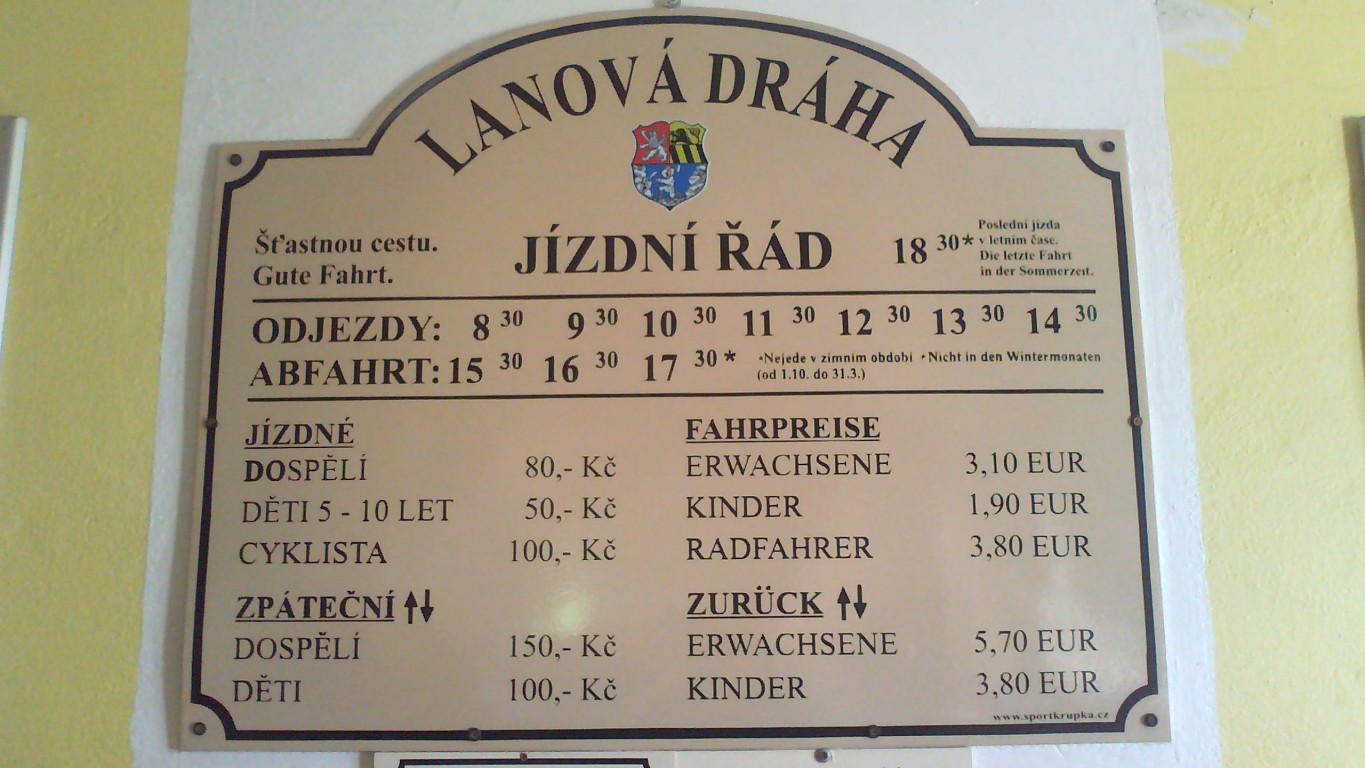 LANOVÁ DRÁHA
Šťastnou cestu.
Gute Fahrt.
JÍZDNÍ ŘÁD
18 30*
Poslední jízda
v letním čase.
Die letzte Fahrt
in der Sommerzeit.
ODJEZDY: 8 30 9 30 10 30 11 30 12 30 13 30 14 30
ABFAHRT: 15 30 16 30 17 30 * *Nejede v zimním období *Nicht in den Wintermonaten
(od 1.10. do 31.3.)
JÍZDNÉ
DOSPĚLÍ 80,- Kč
DĚTI 5 - 10 LET 50,- Kč
CYKLISTA 100,- Kč
ZPÁTEČNÍ
DOSPĚLÍ 150,- Kč
DĚTI 100,- Kč
FAHRPREISE
ERWACHSENE 3,10 EUR
KINDER 1,90 EUR
RADFAHRER 3,80 EUR
ZURÜCK
ERWACHSENE 5,70 EUR
KINDER 3,80 EUR
www.sportkrupka.cz